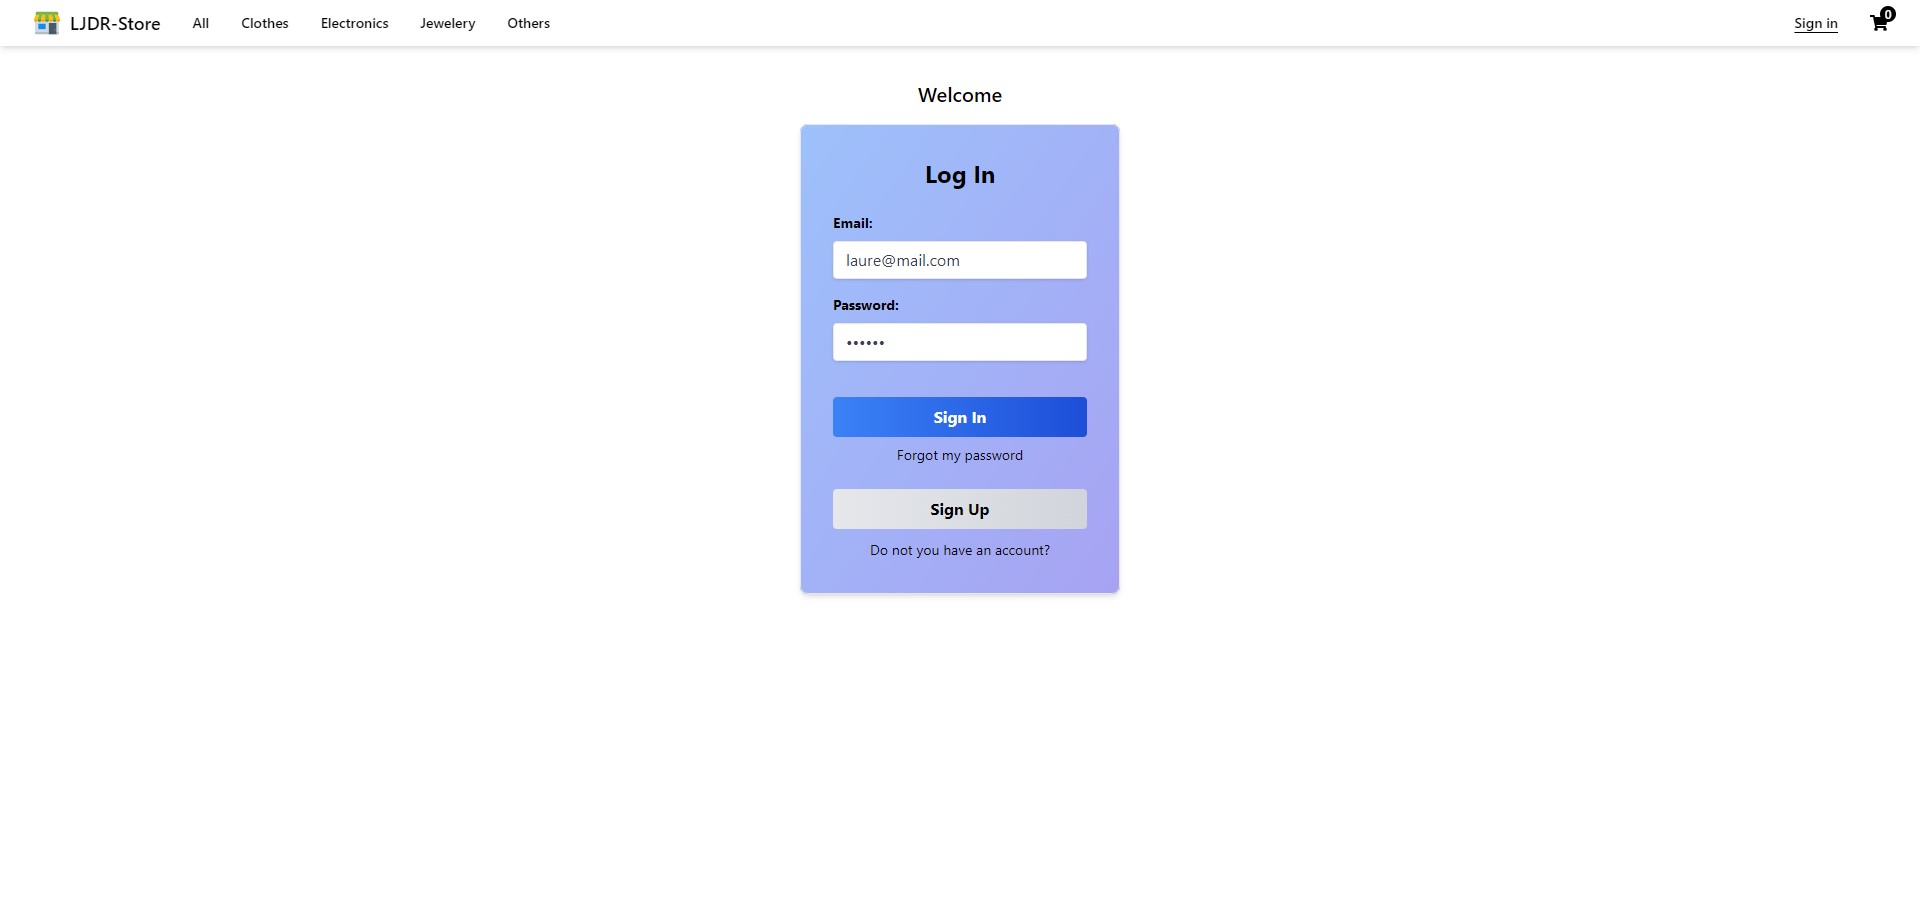 LJDR-Store All Clothes Electronics Jewelery Others Sign in 0
Welcome
Log In
Email:
laure@mail.com
Password:
••••••
Sign In
Forgot my password
Sign Up
Do not you have an account?